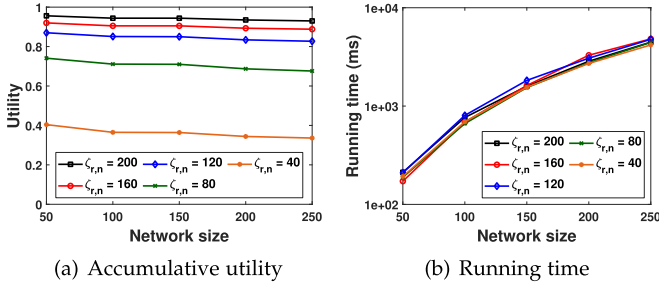 1
0.8
0.6
0.4
0.2
0
Utility
ζr,n = 200
ζr,n = 120
ζr,n = 40
ζr,n = 160
ζr,n = 80
50 100 150 200 250
Network size
(a) Accumulative utility
1e+04
1e+03
1e+02
Running time (ms)
ζr,n = 200
ζr,n = 80
ζr,n = 160
ζr,n = 40
ζr,n = 120
50 100 150 200 250
Network size
(b) Running time